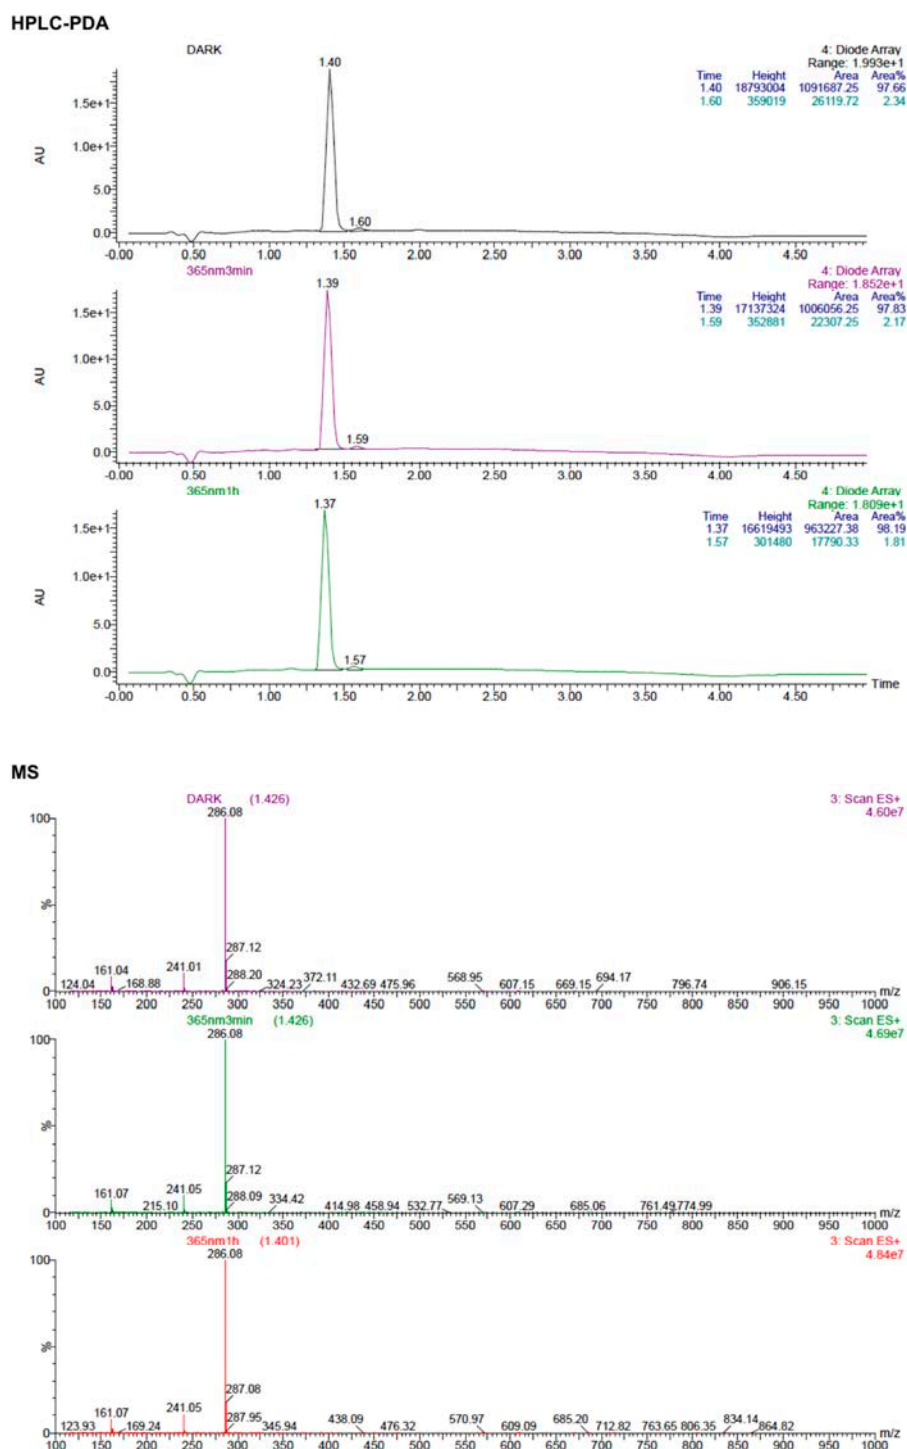 HPLC-PDA
DARK
4: Diode Array
Range: 1.993e+1
Time Height Area Area%
1.40 18793004 1091687.25 97.66
1.60 359019 26119.72 2.34
1.40
1.60
AU
1.5e+1
1.0e+1
5.0
0.0
-0.00 0.50 1.00 1.50 2.00 2.50 3.00 3.50 4.00 4.50
365nm3min
4: Diode Array
Range: 1.852e+1
Time Height Area Area%
1.39 17137324 1006056.25 97.83
1.59 352881 22307.25 2.17
1.39
1.59
AU
1.5e+1
1.0e+1
5.0
0.0
-0.00 0.50 1.00 1.50 2.00 2.50 3.00 3.50 4.00 4.50
365nm1h
4: Diode Array
Range: 1.809e+1
Time Height Area Area%
1.37 16619493 963227.38 98.19
1.57 301480 17790.33 1.81
1.37
1.57
AU
1.5e+1
1.0e+1
5.0
0.0
Time
-0.00 0.50 1.00 1.50 2.00 2.50 3.00 3.50 4.00 4.50
MS
DARK (1.426)
3: Scan ES+
4.60e7
286.08
100
%
0
287.12
161.04 241.01
288.20 372.11 694.17
124.04 168.88 324.23 432.69 475.96 568.95 607.15 669.15 796.74 906.15
m/z
100 150 200 250 300 350 400 450 500 550 600 650 700 750 800 850 900 950 1000
365nm3min (1.426)
3: Scan ES+
4.69e7
286.08
100
%
0
287.12
161.07 241.05
288.09 334.42 569.13
215.10 414.98 458.94 532.77 607.29 685.06 761.49 774.99
m/z
100 150 200 250 300 350 400 450 500 550 600 650 700 750 800 850 900 950 1000
365nm1h (1.401)
3: Scan ES+
4.84e7
286.08
100
%
0
287.08
161.07 241.05
287.95 438.09 570.97 685.20 834.14
123.93 169.24 345.94 476.32 609.09 712.82 763.65 806.35 864.82
m/z
100 150 200 250 300 350 400 450 500 550 600 650 700 750 800 850 900 950 1000